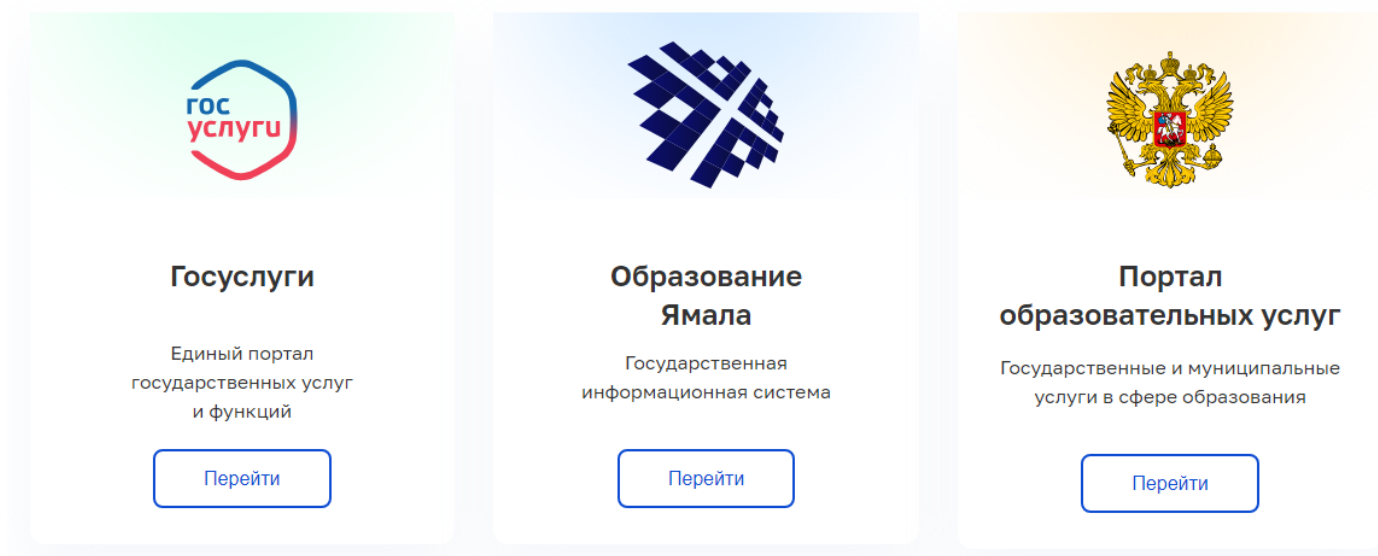 гос
услуги
Госуслуги
Единый портал
государственных услуг
и функций
Перейти
Образование
Ямала
Государственная
информационная система
Перейти
Портал
образовательных услуг
Государственные и муниципальные
услуги в сфере образования
Перейти